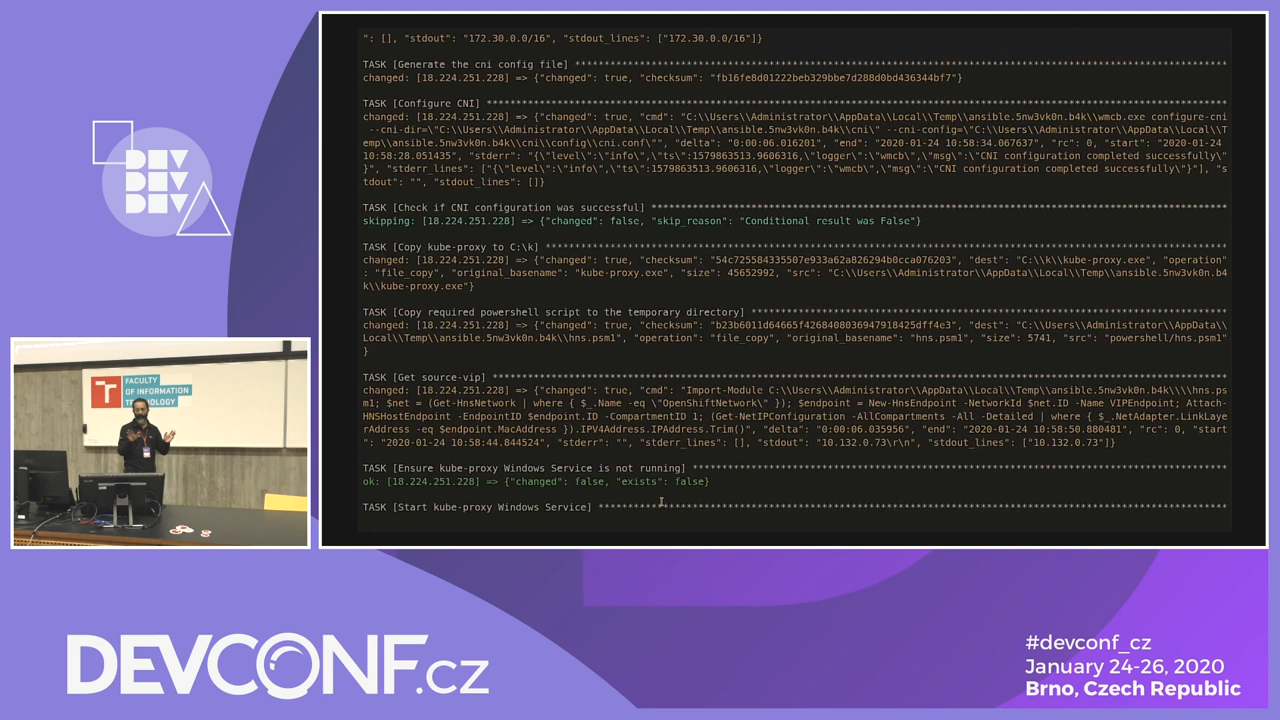 ": [], "stdout": "172.30.0.0/16", "stdout_lines": ["172.30.0.0/16"]}
TASK [Generate the cni config file] ****************************************************************************************************
changed: [18.224.251.228] => {"changed": true, "checksum": "fb16fe8d01222beb329bbe7d288d0bd436344bf7"}
TASK [Configure CNI] ****************************************************************************************************
changed: [18.224.251.228] => {"changed": true, "cmd": "C:\\Users\\Administrator\\AppData\\Local\\Temp\\ansible.5nw3vk0n.b4k\\wmcb.exe configure-cni
--cni-dir=\"C:\\Users\\Administrator\\AppData\\Local\\Temp\\ansible.5nw3vk0n.b4k\\cni\" --cni-config=\"C:\\Users\\Administrator\\AppData\\Local\\T
emp\\ansible.5nw3vk0n.b4k\\cni\\config\\cni.conf\"", "delta": "0:00:06.016201", "end": "2020-01-24 10:58:34.067637", "rc": 0, "start": "2020-01-24
10:58:28.051435", "stderr": "{\"level\":\"info\",\"ts\":1579863513.9606316,\"logger\":\"wmcb\",\"msg\":\"CNI configuration completed successfully\"
}", "stderr_lines": ["{\"level\":\"info\",\"ts\":1579863513.9606316,\"logger\":\"wmcb\",\"msg\":\"CNI configuration completed successfully\"}"], "s
tdout": "", "stdout_lines": []}
TASK [Check if CNI configuration was successful] ****************************************************************************************************
skipping: [18.224.251.228] => {"changed": false, "skip_reason": "Conditional result was False"}
TASK [Copy kube-proxy to C:\k] ****************************************************************************************************
changed: [18.224.251.228] => {"changed": true, "checksum": "54c725584335507e933a62a826294b0cca076203", "dest": "C:\\k\\kube-proxy.exe", "operation"
: "file_copy", "original_basename": "kube-proxy.exe", "size": 45652992, "src": "C:\\Users\\Administrator\\AppData\\Local\\Temp\\ansible.5nw3vk0n.b4
k\\kube-proxy.exe"}
TASK [Copy required powershell script to the temporary directory] ****************************************************************************************************
changed: [18.224.251.228] => {"changed": true, "checksum": "b23b6011d64665f4268408036947918425dff4e3", "dest": "C:\\Users\\Administrator\\AppData\\
Local\\Temp\\ansible.5nw3vk0n.b4k\\hns.psm1", "operation": "file_copy", "original_basename": "hns.psm1", "size": 5741, "src": "powershell/hns.psm1"
}
TASK [Get source-vip] ****************************************************************************************************
changed: [18.224.251.228] => {"changed": true, "cmd": "Import-Module C:\\Users\\Administrator\\AppData\\Local\\Temp\\ansible.5nw3vk0n.b4k\\\\hns.ps
m1; $net = (Get-HnsNetwork | where { $_.Name -eq \"OpenShiftNetwork\" }); $endpoint = New-HnsEndpoint -NetworkId $net.ID -Name VIPEndpoint; Attach-
HNSHostEndpoint -EndpointID $endpoint.ID -CompartmentID 1; (Get-NetIPConfiguration -AllCompartments -All -Detailed | where { $_.NetAdapter.LinkLaye
rAddress -eq $endpoint.MacAddress }).IPV4Address.IPAddress.Trim()", "delta": "0:00:06.035956", "end": "2020-01-24 10:58:50.880481", "rc": 0, "start
": "2020-01-24 10:58:44.844524", "stderr": "", "stderr_lines": [], "stdout": "10.132.0.73\r\n", "stdout_lines": ["10.132.0.73"]}
TASK [Ensure kube-proxy Windows Service is not running] ****************************************************************************************************
ok: [18.224.251.228] => {"changed": false, "exists": false}
TASK [Start kube-proxy Windows Service] ****************************************************************************************************
DEV
DEV
DEV
T FACULTY
OF INFORMATION
TECHNOLOGY
DEVCONF.CZ
#devconf_cz
January 24-26, 2020
Brno, Czech Republic